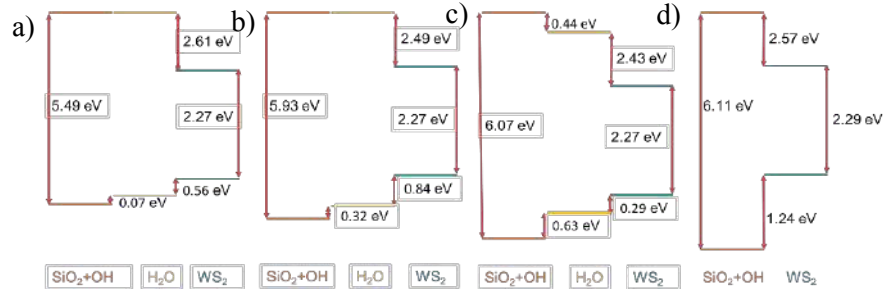 a)
2.61 eV
5.49 eV
2.27 eV
0.56 eV
0.07 eV
SiO₂+OH
H₂O
WS₂
b)
2.49 eV
5.93 eV
2.27 eV
0.84 eV
0.32 eV
SiO₂+OH
H₂O
WS₂
c)
0.44 eV
2.43 eV
6.07 eV
2.27 eV
0.29 eV
0.63 eV
SiO₂+OH
H₂O
WS₂
d)
2.57 eV
6.11 eV
2.29 eV
1.24 eV
SiO₂+OH
WS₂